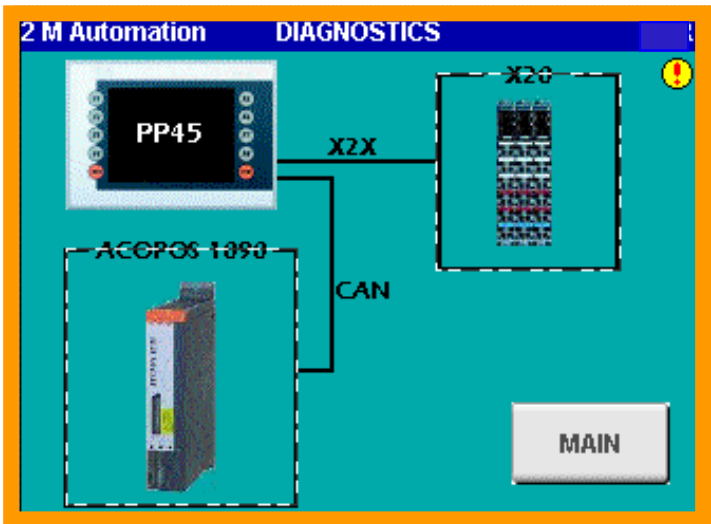 2 M Automation DIAGNOSTICS
X20
PP45
X2X
ACOPOS 1090
CAN
MAIN